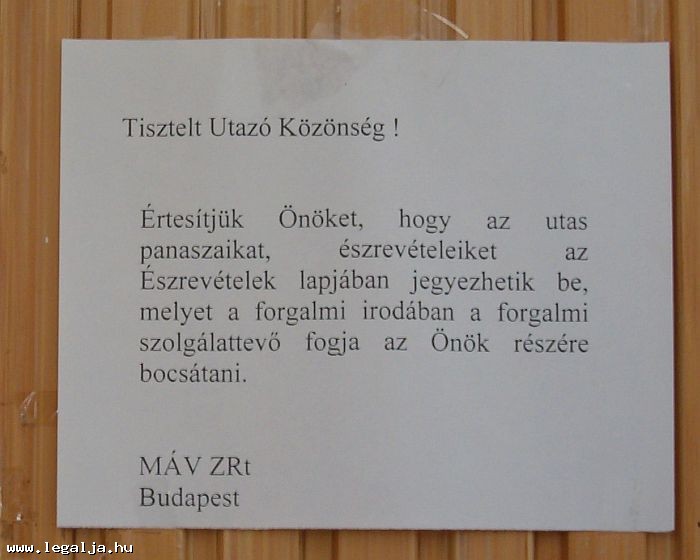 Tisztelt Utazó Közönség !
Értesítjük Önöket, hogy az utas
panaszaikat, észrevételeiket az
Észrevételek lapjában jegyezhetik be,
melyet a forgalmi irodában a forgalmi
szolgálattevő fogja az Önök részére
bocsátani.
MÁV ZRt
Budapest
www.legalja.hu